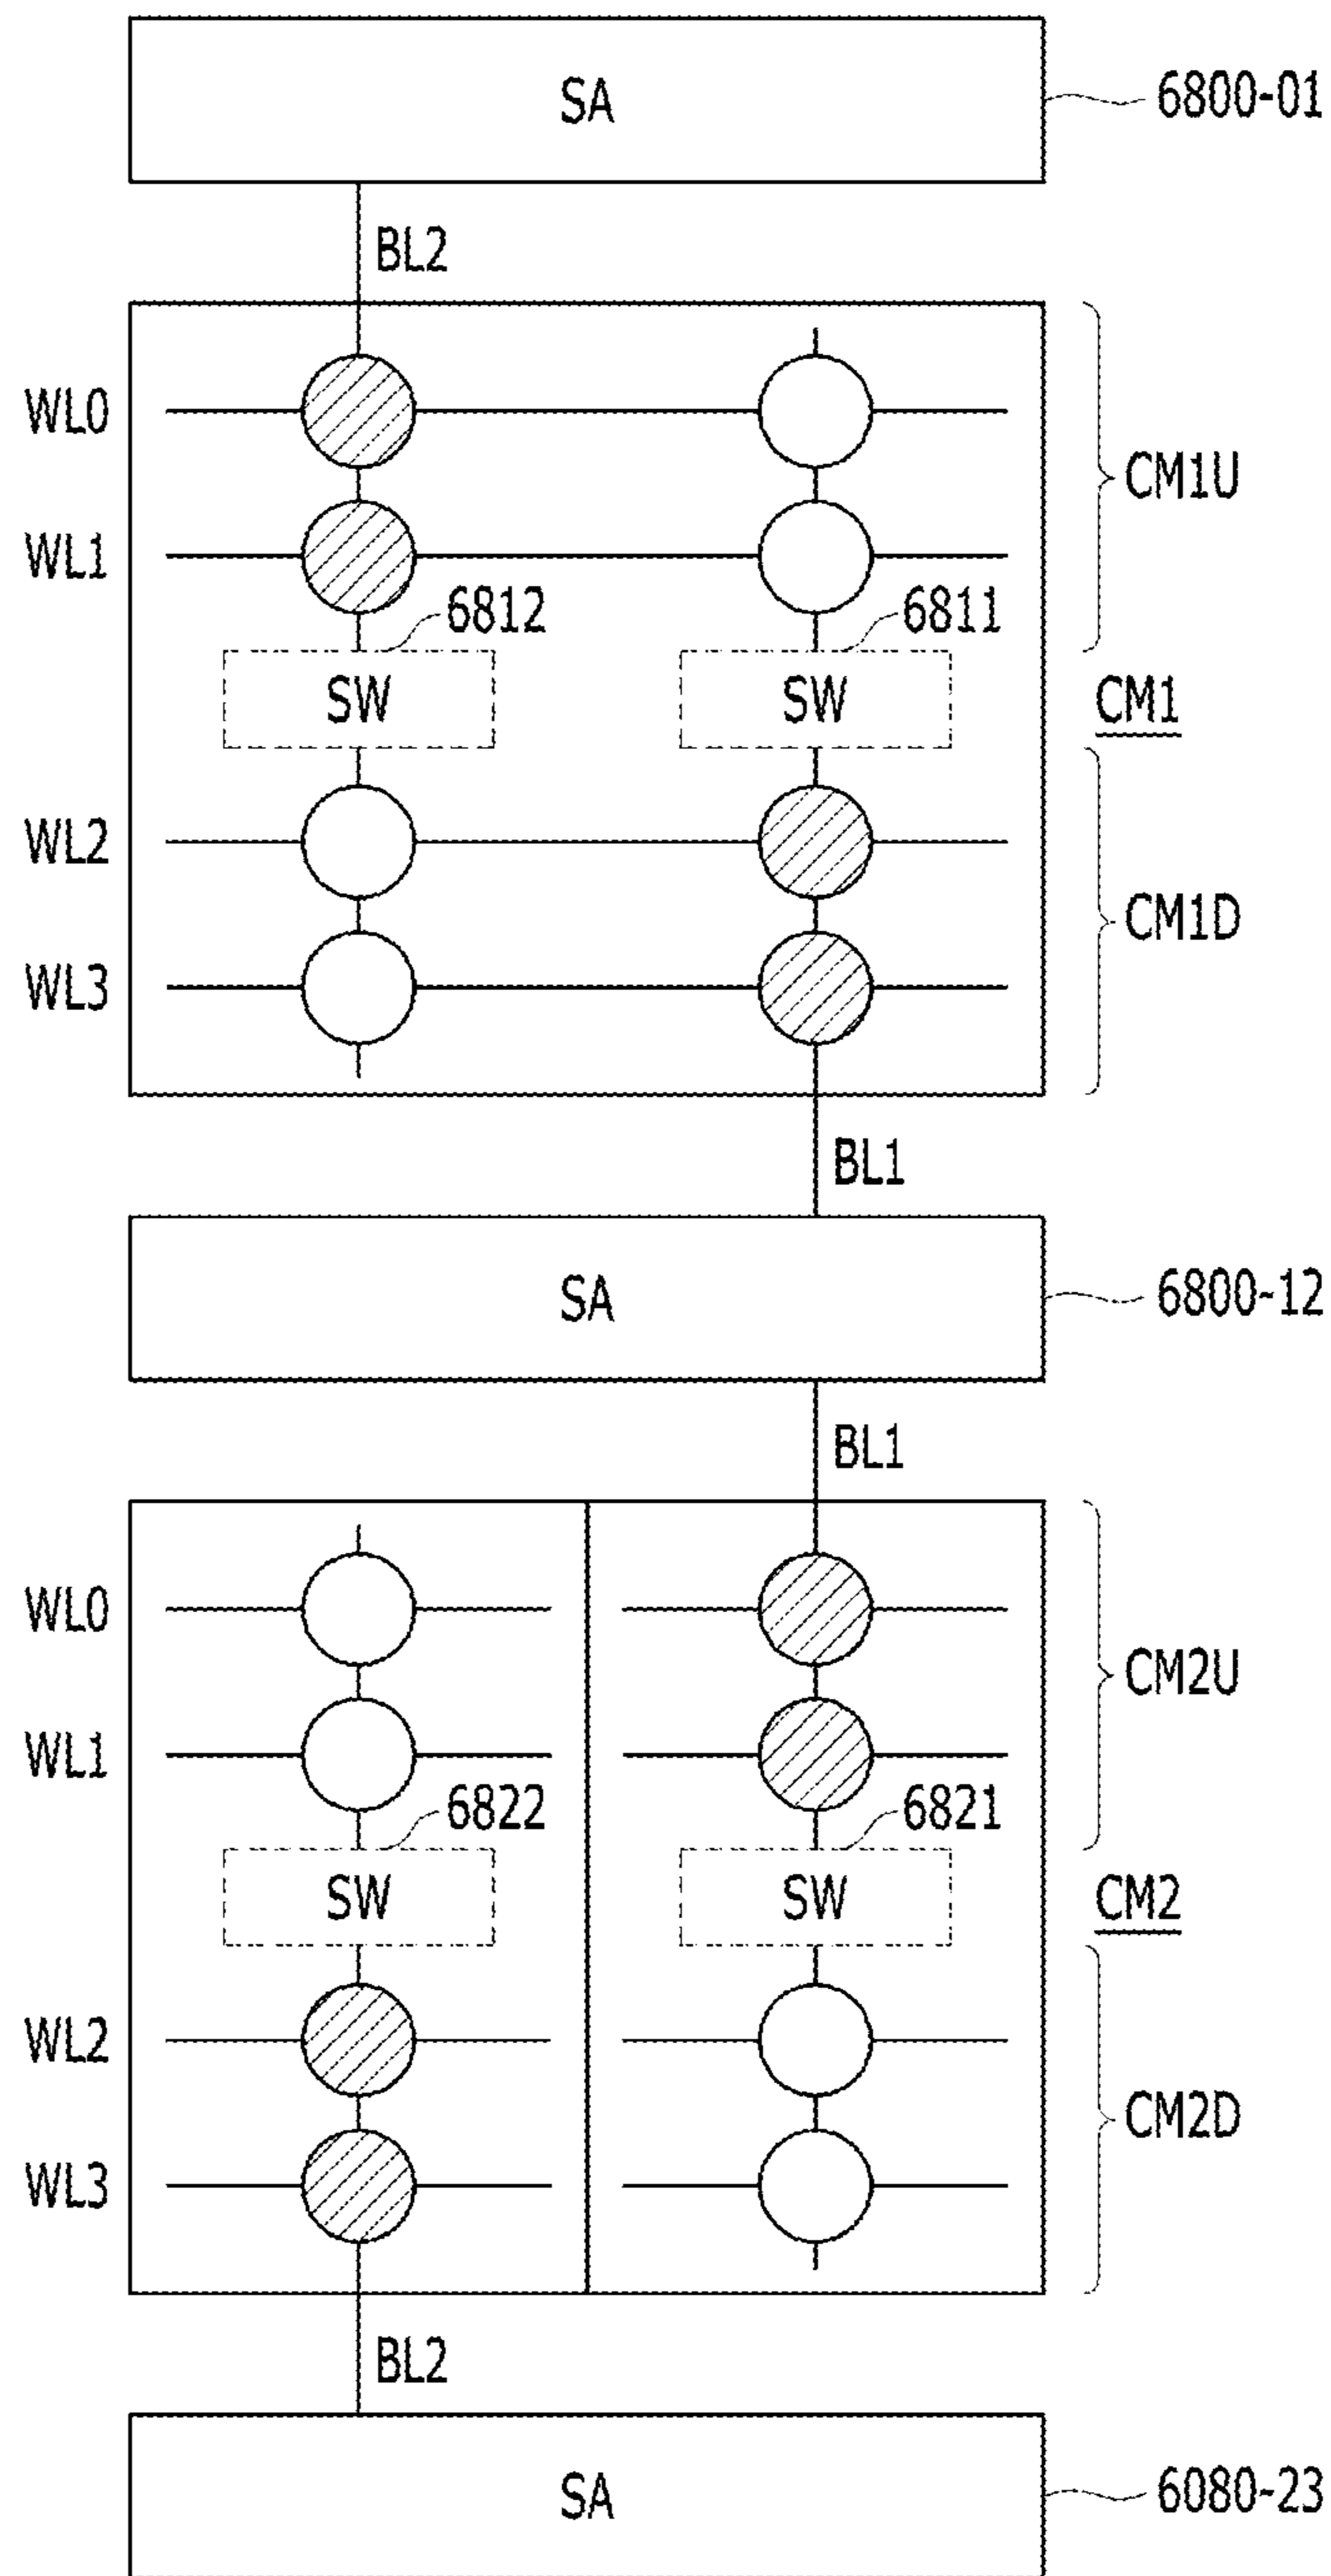 SA
6800-01
BL2
WL0
CM1U
WL1
6812
6811
SW
SW
CM1
WL2
CM1D
WL3
BL1
SA
6800-12
BL1
WL0
CM2U
WL1
6822
6821
SW
SW
CM2
WL2
CM2D
WL3
BL2
SA
6080-23